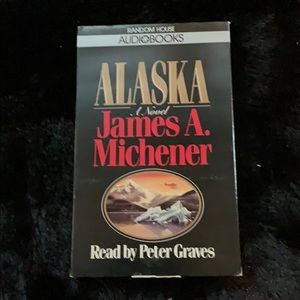 RANDOM HOUSE
AUDIOBOOKS
ALASKA
A Novel
James A.
Michener
Read by Peter Graves